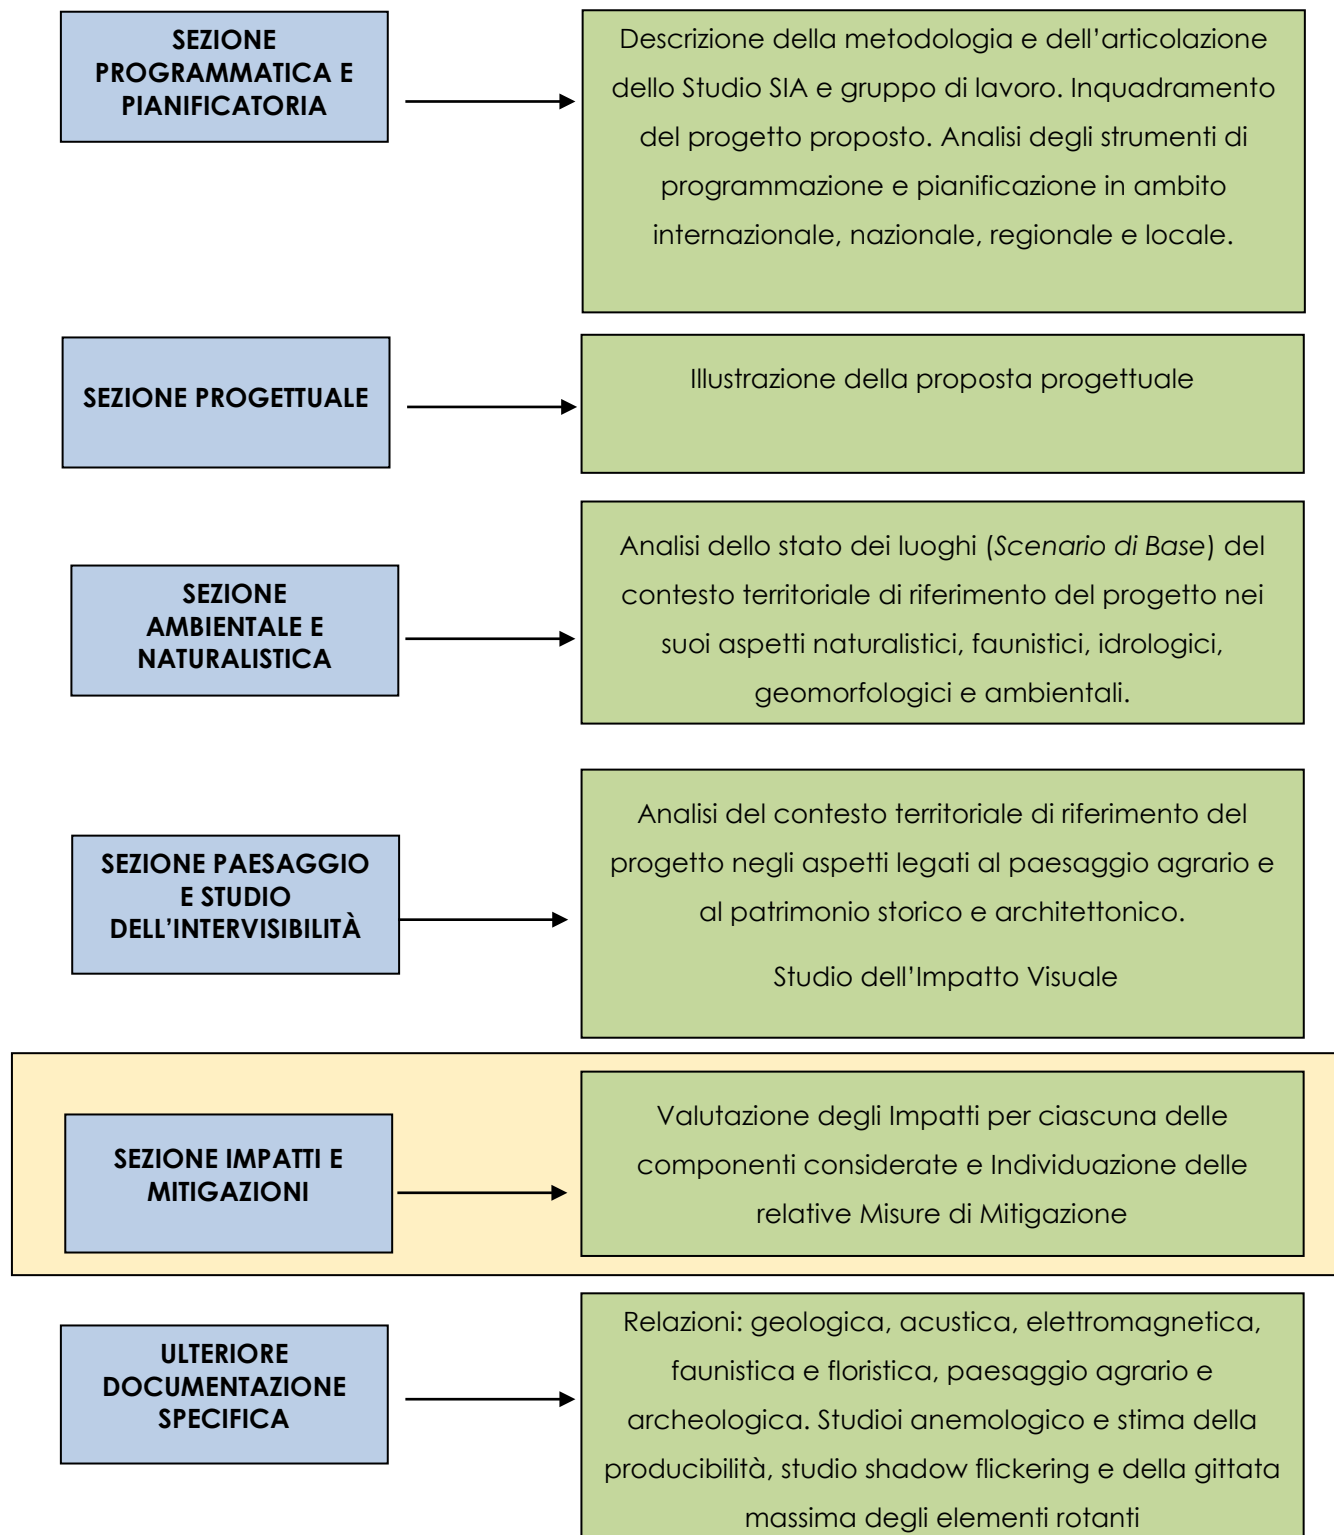 SEZIONE
PROGRAMMATICA E
PIANIFICATORIA
Descrizione della metodologia e dell’articolazione
dello Studio SIA e gruppo di lavoro. Inquadramento
del progetto proposto. Analisi degli strumenti di
programmazione e pianificazione in ambito
internazionale, nazionale, regionale e locale.
SEZIONE PROGETTUALE
Illustrazione della proposta progettuale
SEZIONE
AMBIENTALE E
NATURALISTICA
Analisi dello stato dei luoghi (Scenario di Base) del
contesto territoriale di riferimento del progetto nei
suoi aspetti naturalistici, faunistici, idrologici,
geomorfologici e ambientali.
SEZIONE PAESAGGIO
E STUDIO
DELL’INTERVISIBILITÀ
Analisi del contesto territoriale di riferimento del
progetto negli aspetti legati al paesaggio agrario e
al patrimonio storico e architettonico.
Studio dell’Impatto Visuale
SEZIONE IMPATTI E
MITIGAZIONI
Valutazione degli Impatti per ciascuna delle
componenti considerate e Individuazione delle
relative Misure di Mitigazione
ULTERIORE
DOCUMENTAZIONE
SPECIFICA
Relazioni: geologica, acustica, elettromagnetica,
faunistica e floristica, paesaggio agrario e
archeologica. Studioi anemologico e stima della
producibilità, studio shadow flickering e della gittata
massima degli elementi rotanti